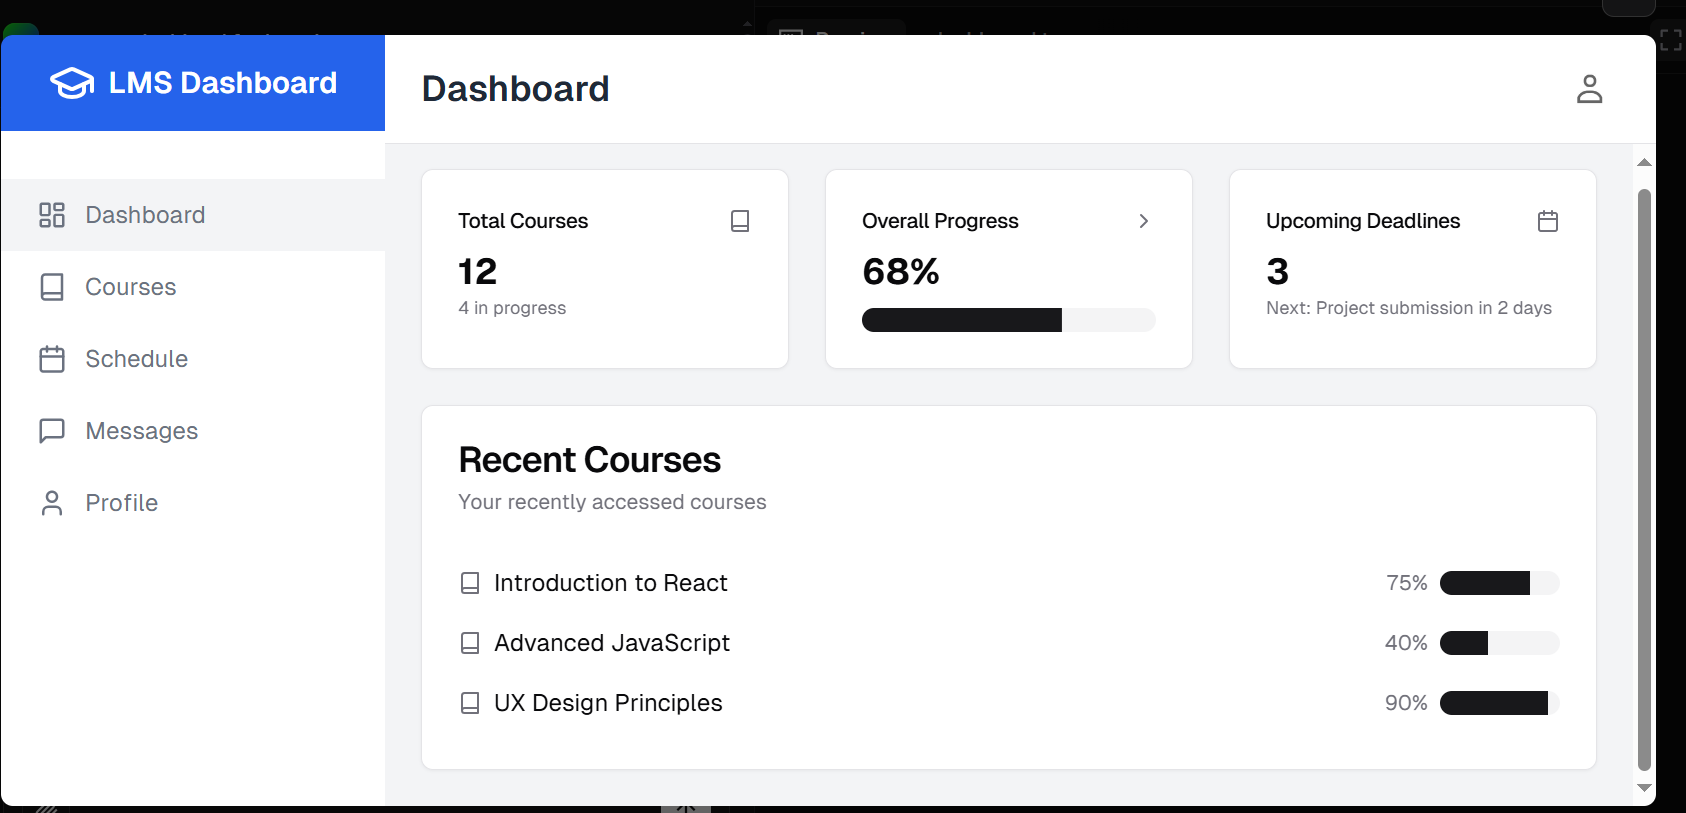 LMS Dashboard
Dashboard
Dashboard
Courses
Schedule
Messages
Profile
Total Courses
12
4 in progress
Overall Progress
68%
Upcoming Deadlines
3
Next: Project submission in 2 days
Recent Courses
Your recently accessed courses
Introduction to React
75%
Advanced JavaScript
40%
UX Design Principles
90%